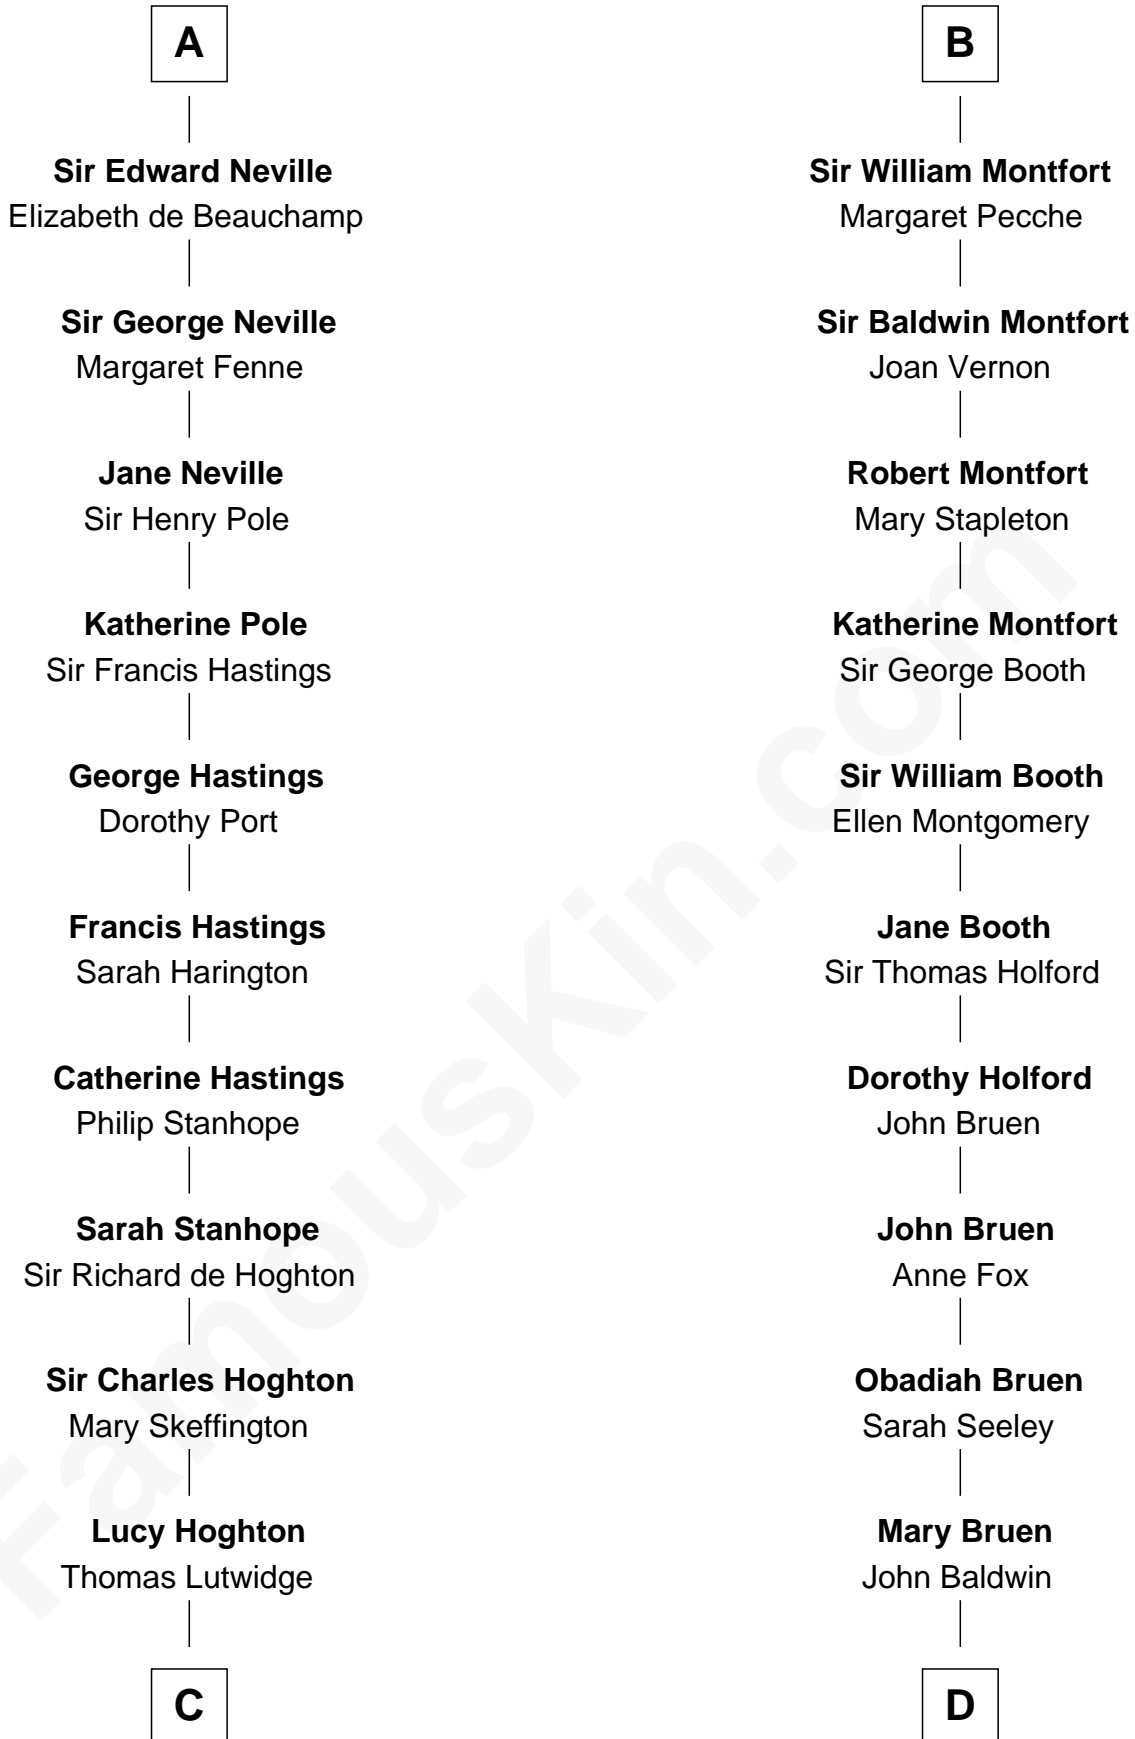 A
Sir Edward Neville
Elizabeth de Beauchamp
Sir George Neville
Margaret Fenne
Jane Neville
Sir Henry Pole
Katherine Pole
Sir Francis Hastings
George Hastings
Dorothy Port
Francis Hastings
Sarah Harington
Catherine Hastings
Philip Stanhope
Sarah Stanhope
Sir Richard de Hoghton
Sir Charles Hoghton
Mary Skeffington
Lucy Hoghton
Thomas Lutwidge
C
B
Sir William Montfort
Margaret Pecche
Sir Baldwin Montfort
Joan Vernon
Robert Montfort
Mary Stapleton
Katherine Montfort
Sir George Booth
Sir William Booth
Ellen Montgomery
Jane Booth
Sir Thomas Holford
Dorothy Holford
John Bruen
John Bruen
Anne Fox
Obadiah Bruen
Sarah Seeley
Mary Bruen
John Baldwin
D
FamousKin.com